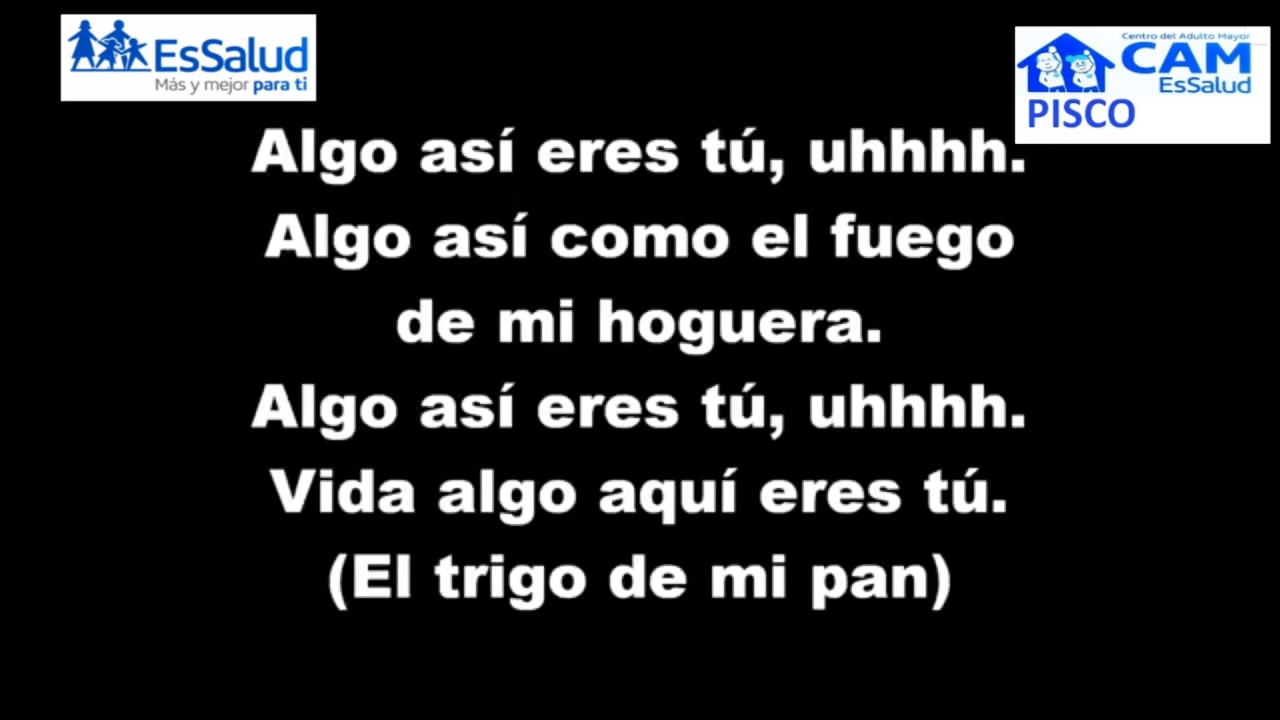 EsSalud
Más y mejor para ti
Centro del Adulto Mayor
CAM
EsSalud
PISCO
Algo así eres tú, uhhhh.
Algo así como el fuego
de mi hoguera.
Algo así eres tú, uhhhh.
Vida algo aquí eres tú.
(El trigo de mi pan)